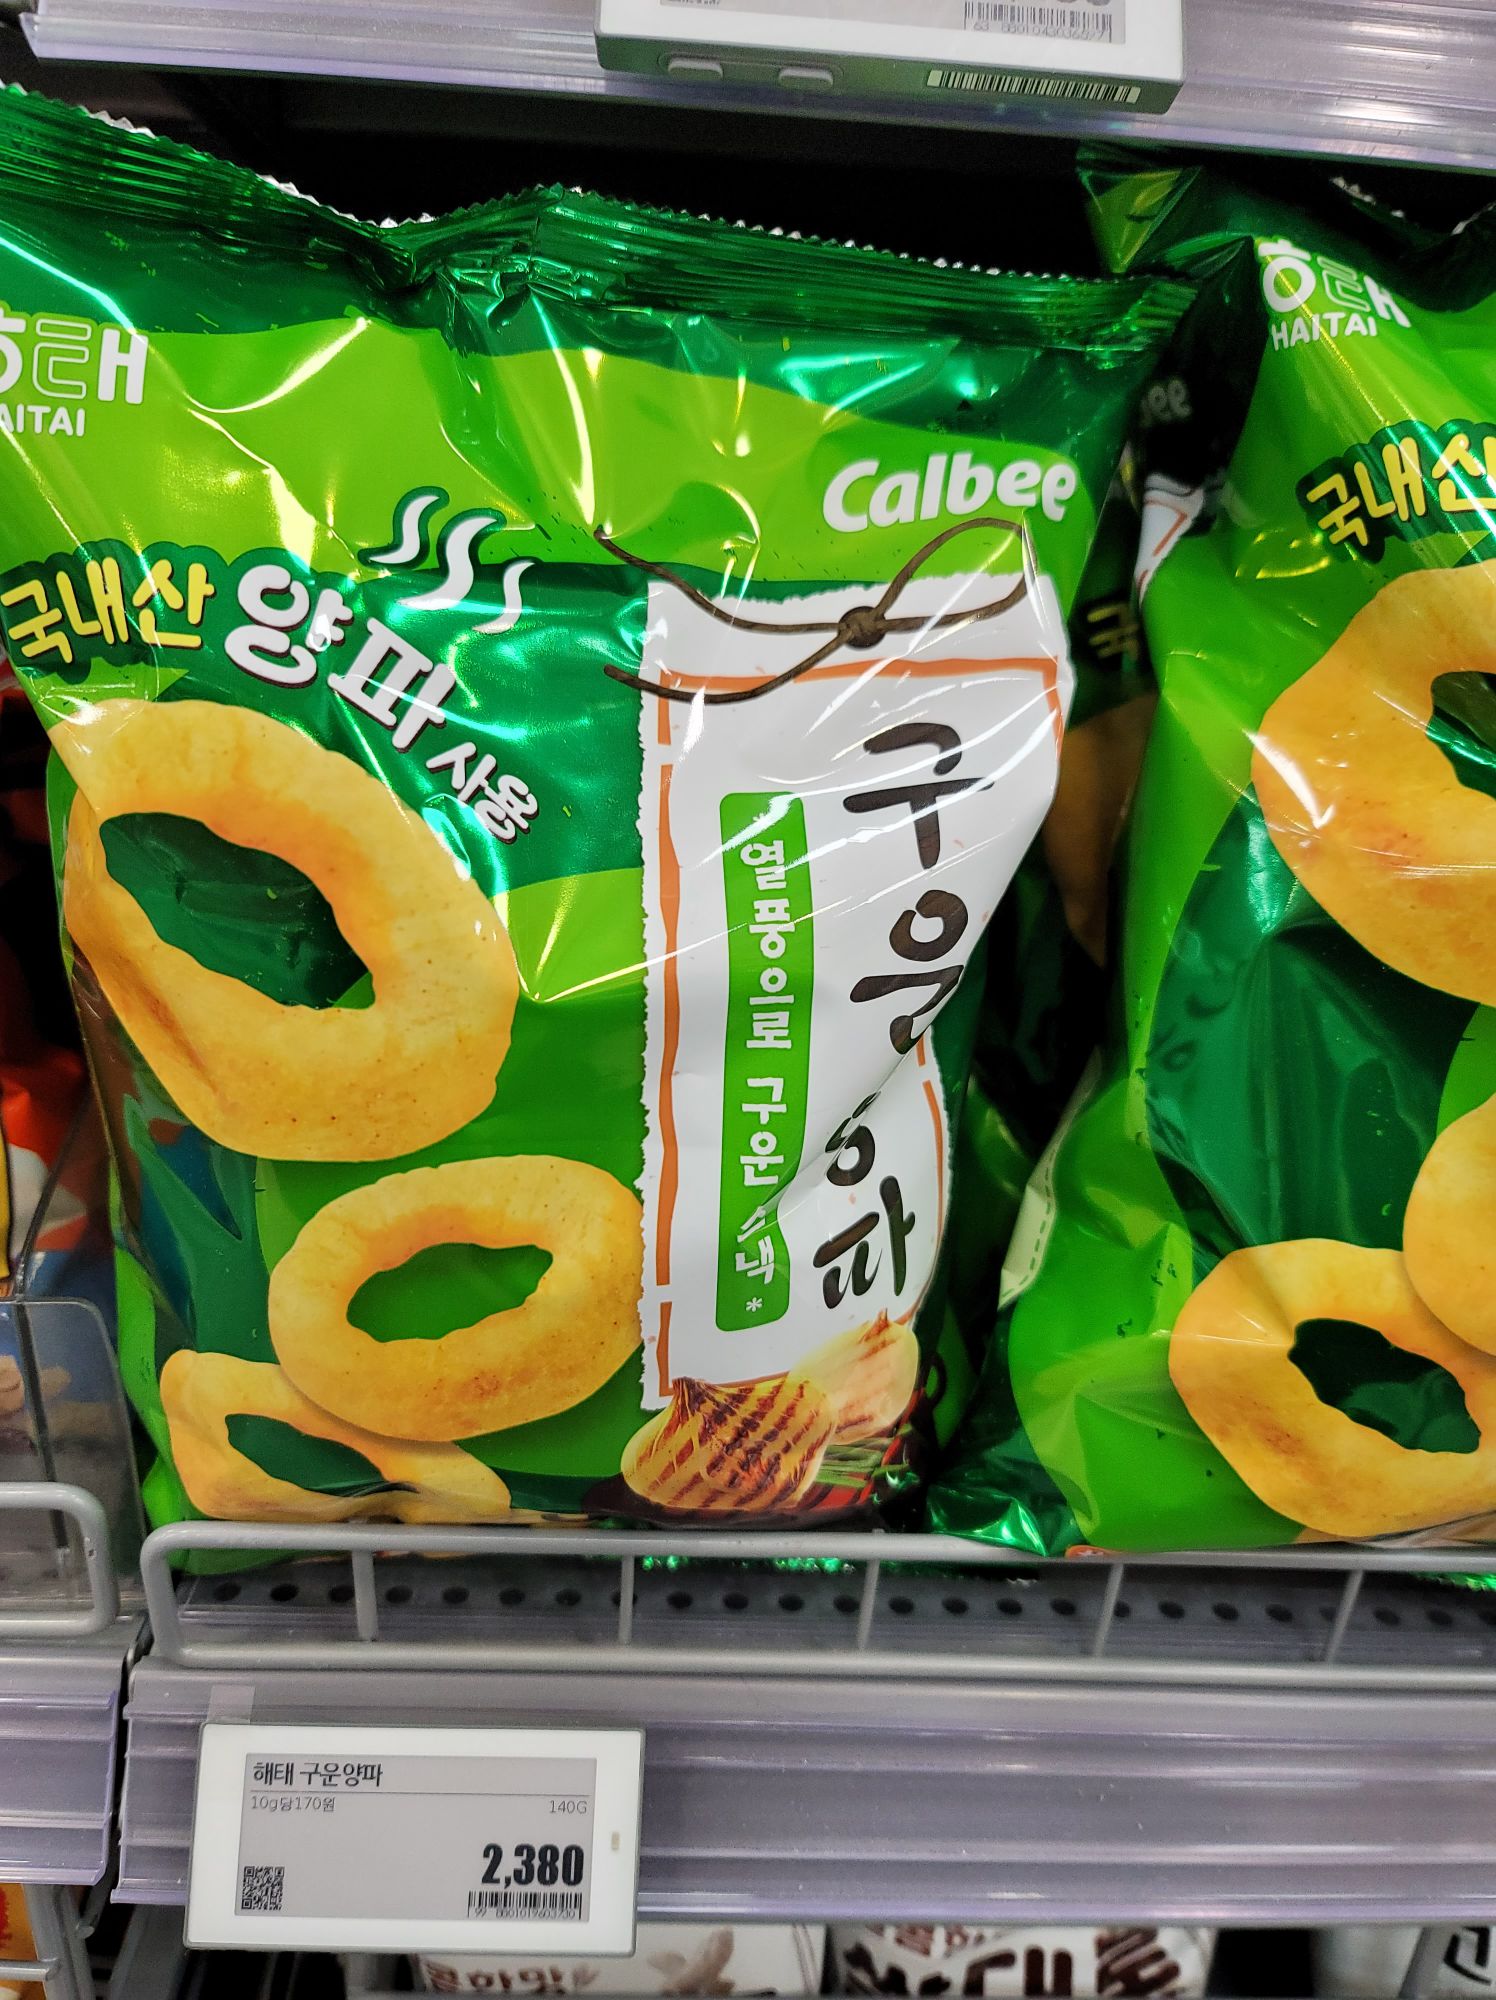 해태
HAITAI
Calbee
국내산 양파 사용
구운양파
열풍으로 구운 스낵
해태
HAITAI
국내산
해태 구운양파
10g당170원 140G
2,380